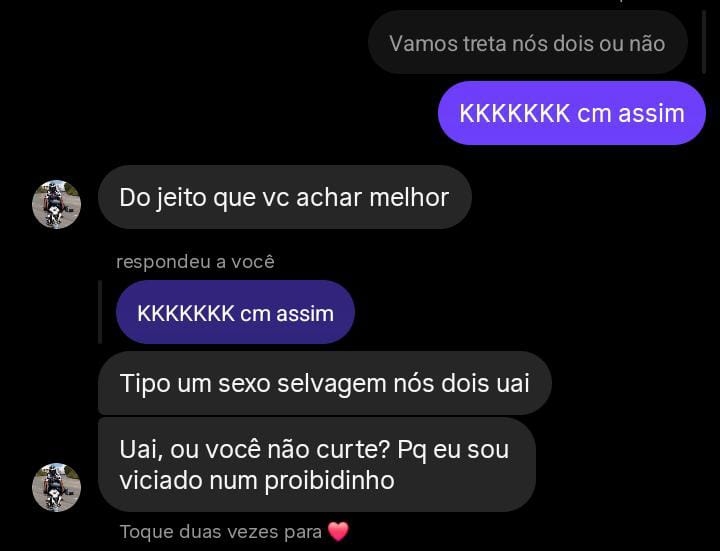 Vamos treta nós dois ou não
KKKKKKK cm assim
Do jeito que vc achar melhor
respondeu a você
KKKKKKK cm assim
Tipo um sexo selvagem nós dois uai
Uai, ou você não curte? Pq eu sou
viciado num proibidinho
Toque duas vezes para ❤️